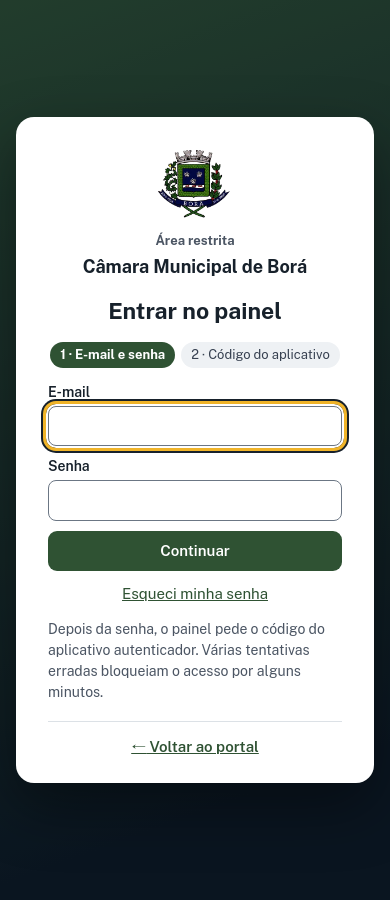 BORÁ
Área restrita
Câmara Municipal de Borá
Entrar no painel
1 · E-mail e senha
2 · Código do aplicativo
E-mail
Senha
Continuar
Esqueci minha senha
Depois da senha, o painel pede o código do
aplicativo autenticador. Várias tentativas
erradas bloqueiam o acesso por alguns
minutos.
← Voltar ao portal